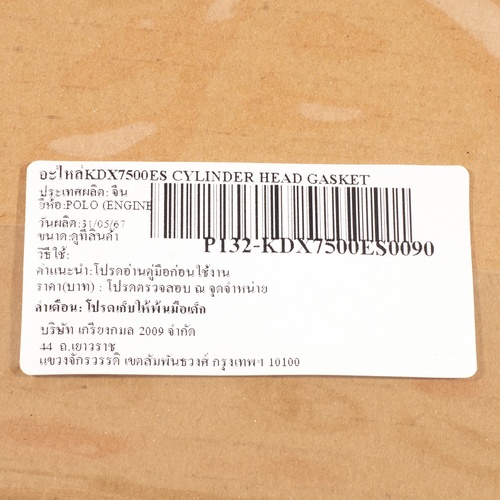 อะไหล่KDX7500ES CYLINDER HEAD GASKET
ประเทศผลิต: จีน
ยี่ห้อ:POLO (ENGINE
วันผลิต:31/05/67
ขนาด:ดูที่สินค้า
P132-KDX7500ES0090
วิธีใช้:
คำแนะนำ:โปรดอ่านคู่มือก่อนใช้งาน
ราคา(บาท) : โปรดตรวจสอบ ณ จุดจำหน่าย
คำเตือน: โปรดเก็บให้พ้นมือเด็ก
บริษัท เกรียงกมล 2009 จำกัด
44 ถ.เยาวราช
แขวงจักรวรรดิ เขตสัมพันธวงศ์ กรุงเทพฯ 10100